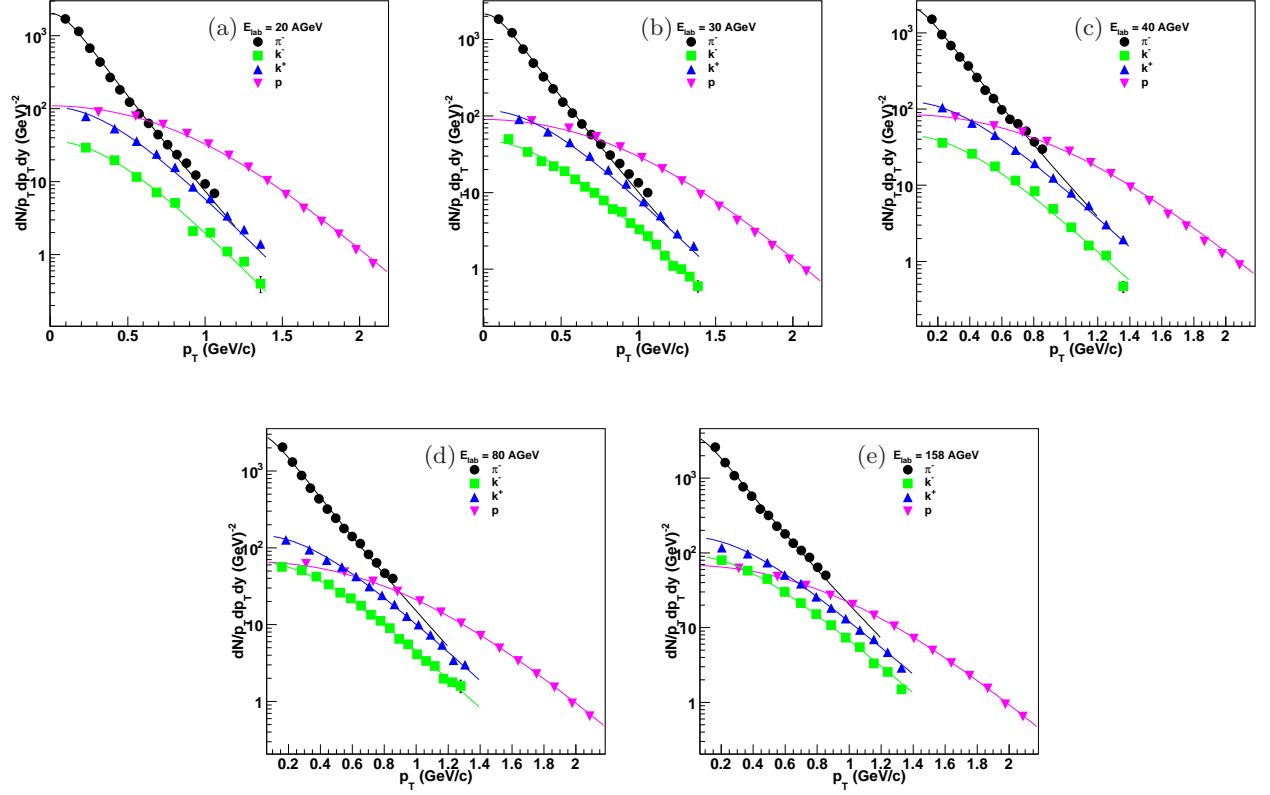 (a) E_lab = 20 AGeV
π⁻
k⁻
k⁺
p
dN/p_T dp_T dy (GeV)⁻²
10³
10²
10
1
0 0.5 1 1.5 2
p_T (GeV/c)
(b) E_lab = 30 AGeV
π⁻
k⁻
k⁺
p
dN/p_T dp_T dy (GeV)⁻²
10³
10²
10
1
0 0.5 1 1.5 2
p_T (GeV/c)
(c) E_lab = 40 AGeV
π⁻
k⁻
k⁺
p
dN/p_T dp_T dy (GeV)⁻²
10³
10²
10
1
0.2 0.4 0.6 0.8 1 1.2 1.4 1.6 1.8 2
p_T (GeV/c)
(d) E_lab = 80 AGeV
π⁻
k⁻
k⁺
p
dN/p_T dp_T dy (GeV)⁻²
10³
10²
10
1
0.2 0.4 0.6 0.8 1 1.2 1.4 1.6 1.8 2
p_T (GeV/c)
(e) E_lab = 158 AGeV
π⁻
k⁻
k⁺
p
dN/p_T dp_T dy (GeV)⁻²
10³
10²
10
1
0.2 0.4 0.6 0.8 1 1.2 1.4 1.6 1.8 2
p_T (GeV/c)